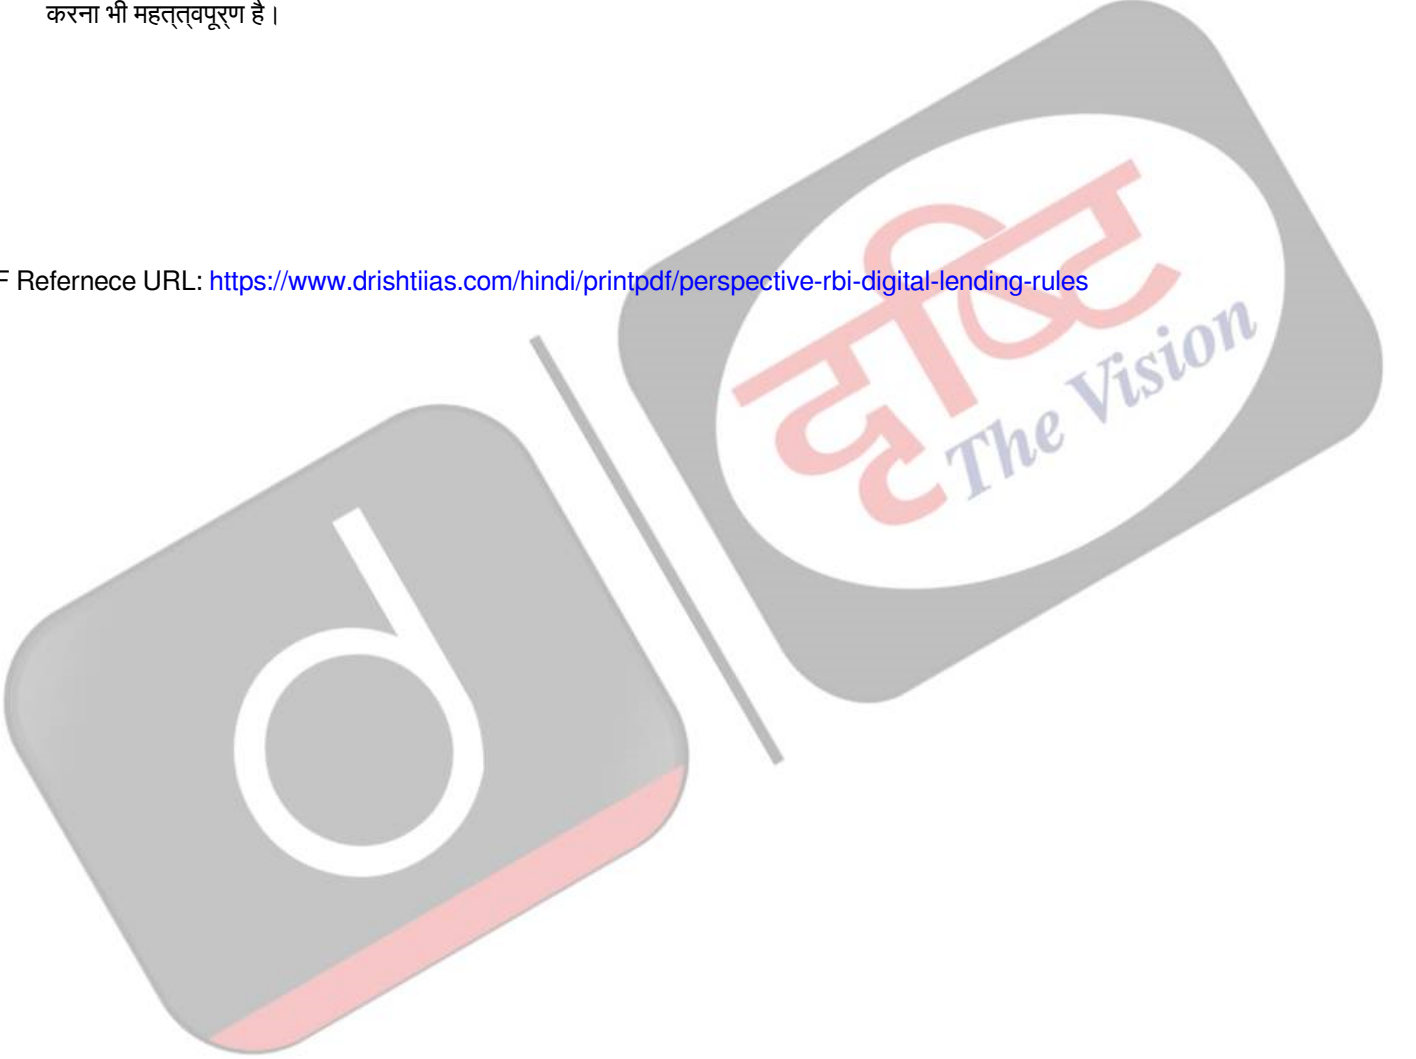 करना भी महत्त्वपूर्ण है।
F Refernece URL: https://www.drishtiias.com/hindi/printpdf/perspective-rbi-digital-lending-rules
दृष्टि
The Vision
d